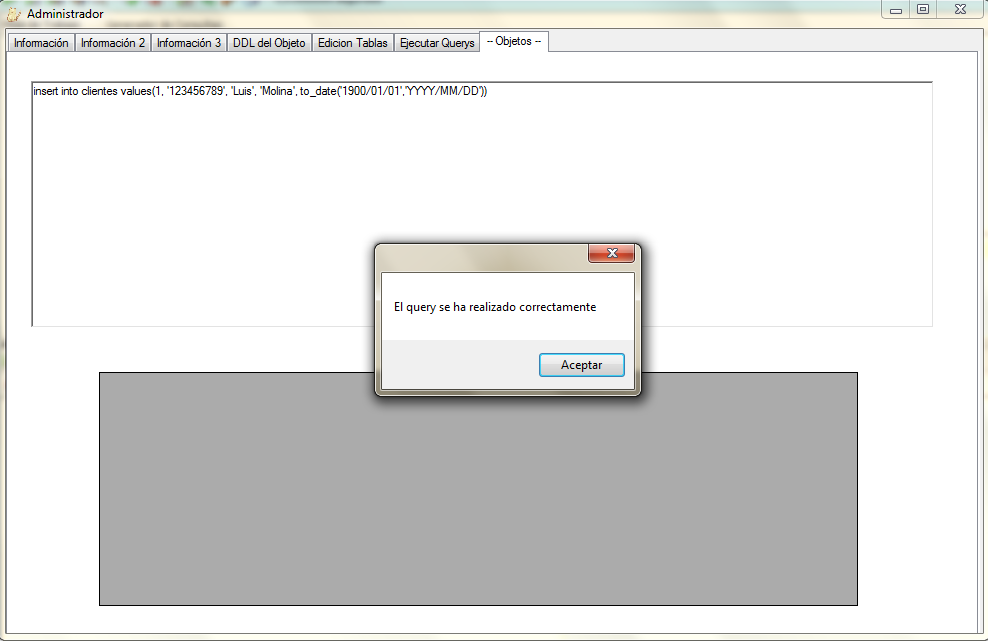 Administrador
Información Información 2 Información 3 DDL del Objeto Edicion Tablas Ejecutar Querys -- Objetos --
insert into clientes values(1, '123456789', 'Luis', 'Molina', to_date('1900/01/01','YYYY/MM/DD'))
El query se ha realizado correctamente
Aceptar